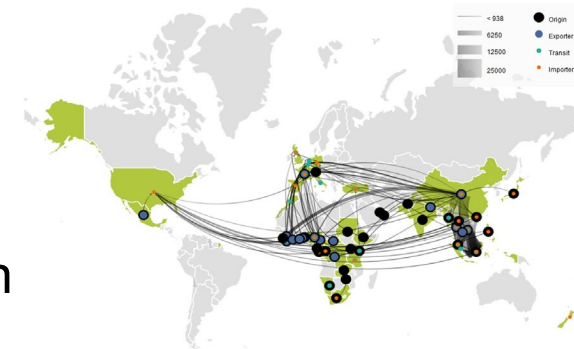 < 938
6250
12500
25000
Origin
Exporter
Transit
Importer
n